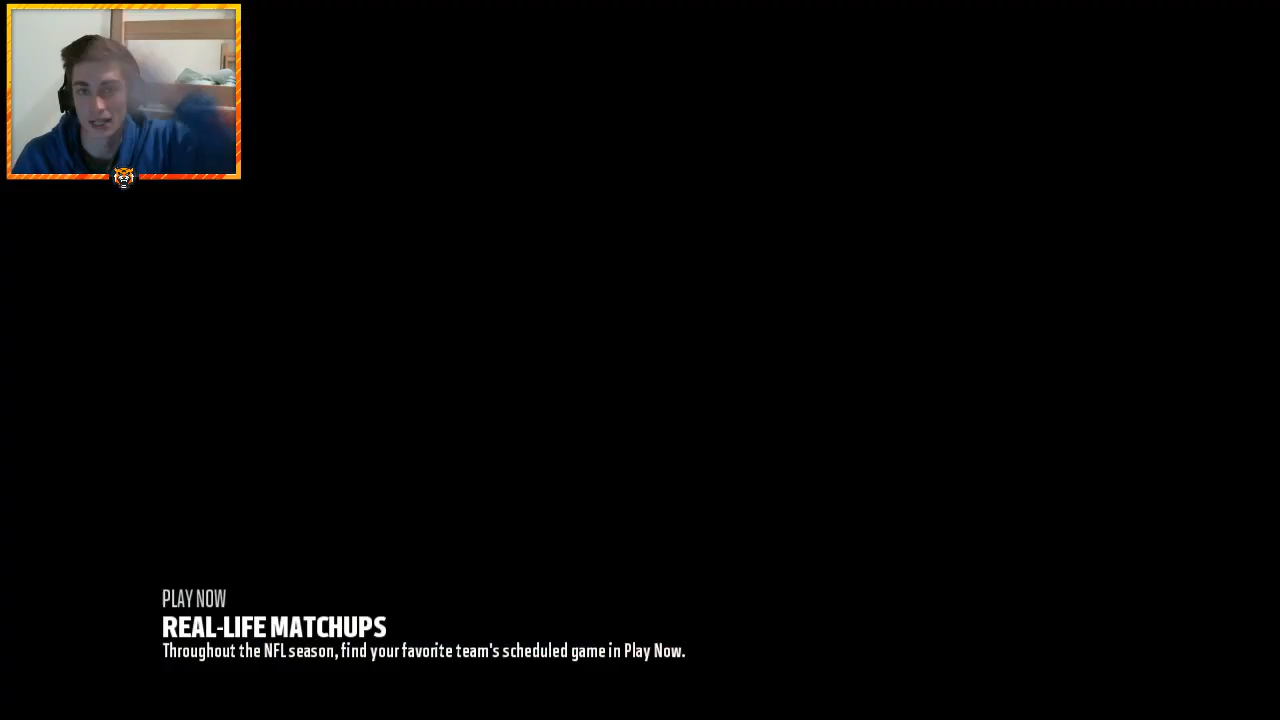 PLAY NOW
REAL-LIFE MATCHUPS
Throughout the NFL season, find your favorite team's scheduled game in Play Now.